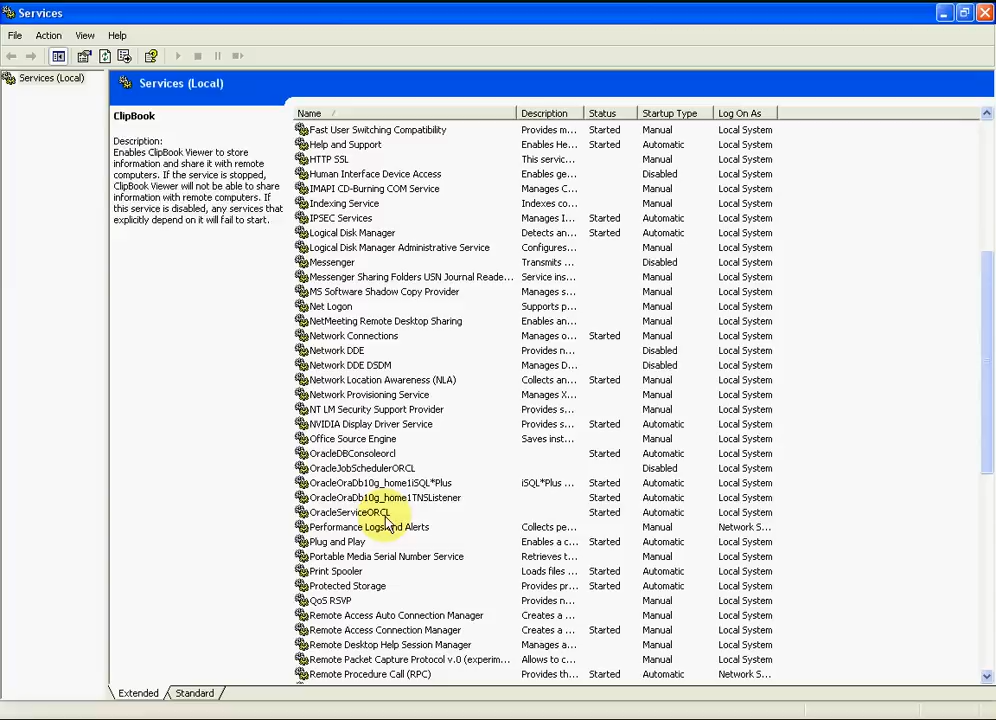 Services
File Action View Help
Services (Local)
Services (Local)
ClipBook
Description:
Enables ClipBook Viewer to store
information and share it with remote
computers. If the service is stopped,
ClipBook Viewer will not be able to share
information with remote computers. If
this service is disabled, any services that
explicitly depend on it will fail to start.
Name Description Status Startup Type Log On As
Fast User Switching Compatibility Provides m... Started Manual Local System
Help and Support Enables He... Started Automatic Local System
HTTP SSL This servic... Manual Local System
Human Interface Device Access Enables ge... Disabled Local System
IMAPI CD-Burning COM Service Manages C... Manual Local System
Indexing Service Indexes co... Manual Local System
IPSEC Services Manages I... Started Automatic Local System
Logical Disk Manager Detects an... Started Automatic Local System
Logical Disk Manager Administrative Service Configures... Manual Local System
Messenger Transmits ... Disabled Local System
Messenger Sharing Folders USN Journal Reade... Service ins... Manual Local System
MS Software Shadow Copy Provider Manages s... Manual Local System
Net Logon Supports p... Manual Local System
NetMeeting Remote Desktop Sharing Enables an... Manual Local System
Network Connections Manages o... Started Manual Local System
Network DDE Provides n... Disabled Local System
Network DDE DSDM Manages D... Disabled Local System
Network Location Awareness (NLA) Collects an... Started Manual Local System
Network Provisioning Service Manages X... Manual Local System
NT LM Security Support Provider Provides s... Manual Local System
NVIDIA Display Driver Service Provides s... Started Automatic Local System
Office Source Engine Saves inst... Manual Local System
OracleDBConsoleorcl Started Automatic Local System
OracleJobSchedulerORCL Disabled Local System
OracleOraDb10g_home1iSQL*Plus iSQL*Plus ... Started Automatic Local System
OracleOraDb10g_home1TNSListener Started Automatic Local System
OracleServiceORCL Started Automatic Local System
Performance Logs and Alerts Collects pe... Manual Network S...
Plug and Play Enables a c... Started Automatic Local System
Portable Media Serial Number Service Retrieves t... Manual Local System
Print Spooler Loads files ... Started Automatic Local System
Protected Storage Provides pr... Started Automatic Local System
QoS RSVP Provides n... Manual Local System
Remote Access Auto Connection Manager Creates a ... Manual Local System
Remote Access Connection Manager Creates a ... Started Manual Local System
Remote Desktop Help Session Manager Manages a... Manual Local System
Remote Packet Capture Protocol v.0 (experim... Allows to c... Manual Local System
Remote Procedure Call (RPC) Provides th... Started Automatic Network S...
Extended Standard